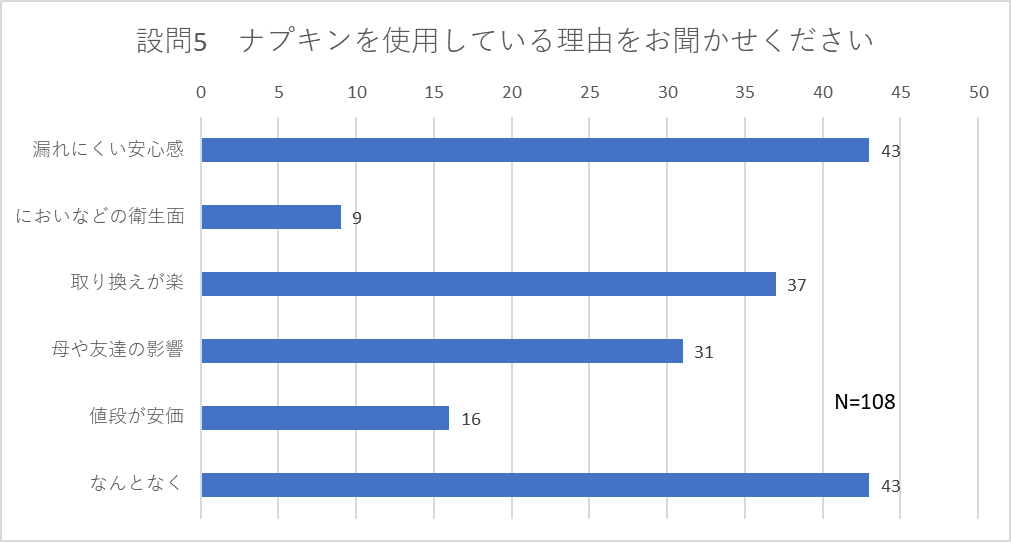 設問5　ナプキンを使用している理由をお聞かせください
0 5 10 15 20 25 30 35 40 45 50
漏れにくい安心感 43
においなどの衛生面 9
取り換えが楽 37
母や友達の影響 31
値段が安価 16
N=108
なんとなく 43